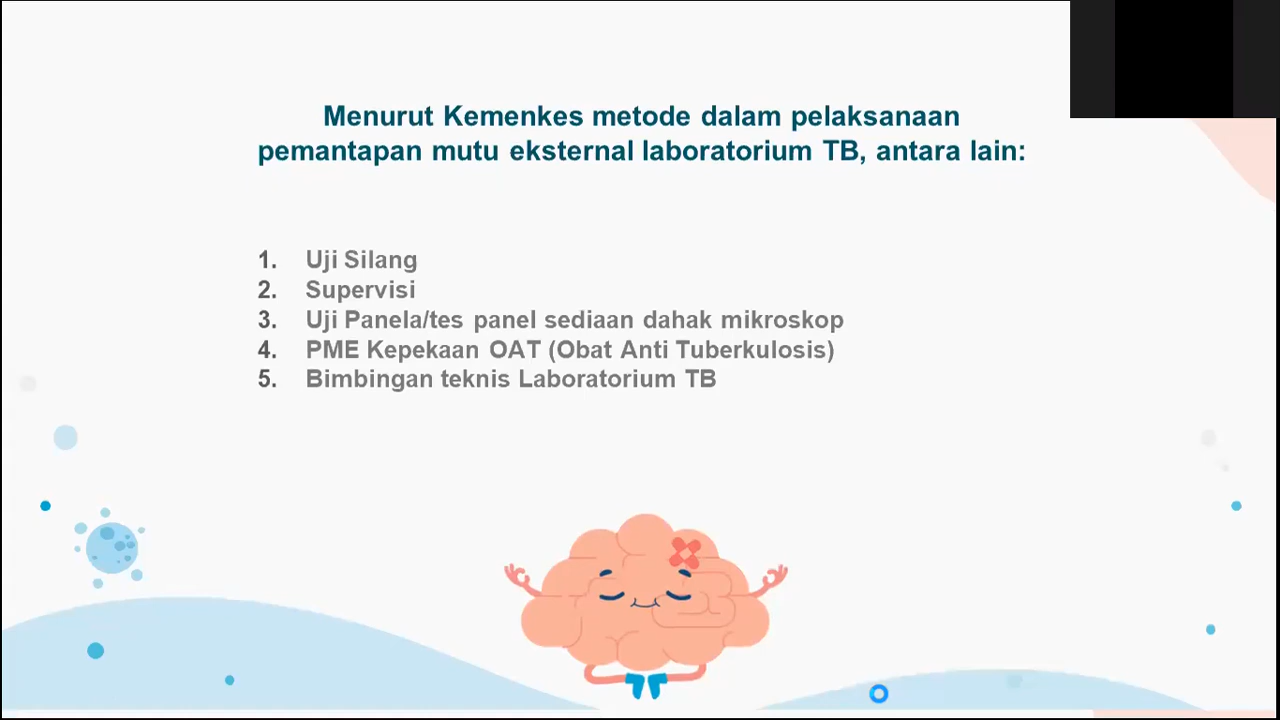 Menurut Kemenkes metode dalam pelaksanaan
pemantapan mutu eksternal laboratorium TB, antara lain:
1. Uji Silang
2. Supervisi
3. Uji Panela/tes panel sediaan dahak mikroskop
4. PME Kepekaan OAT (Obat Anti Tuberkulosis)
5. Bimbingan teknis Laboratorium TB